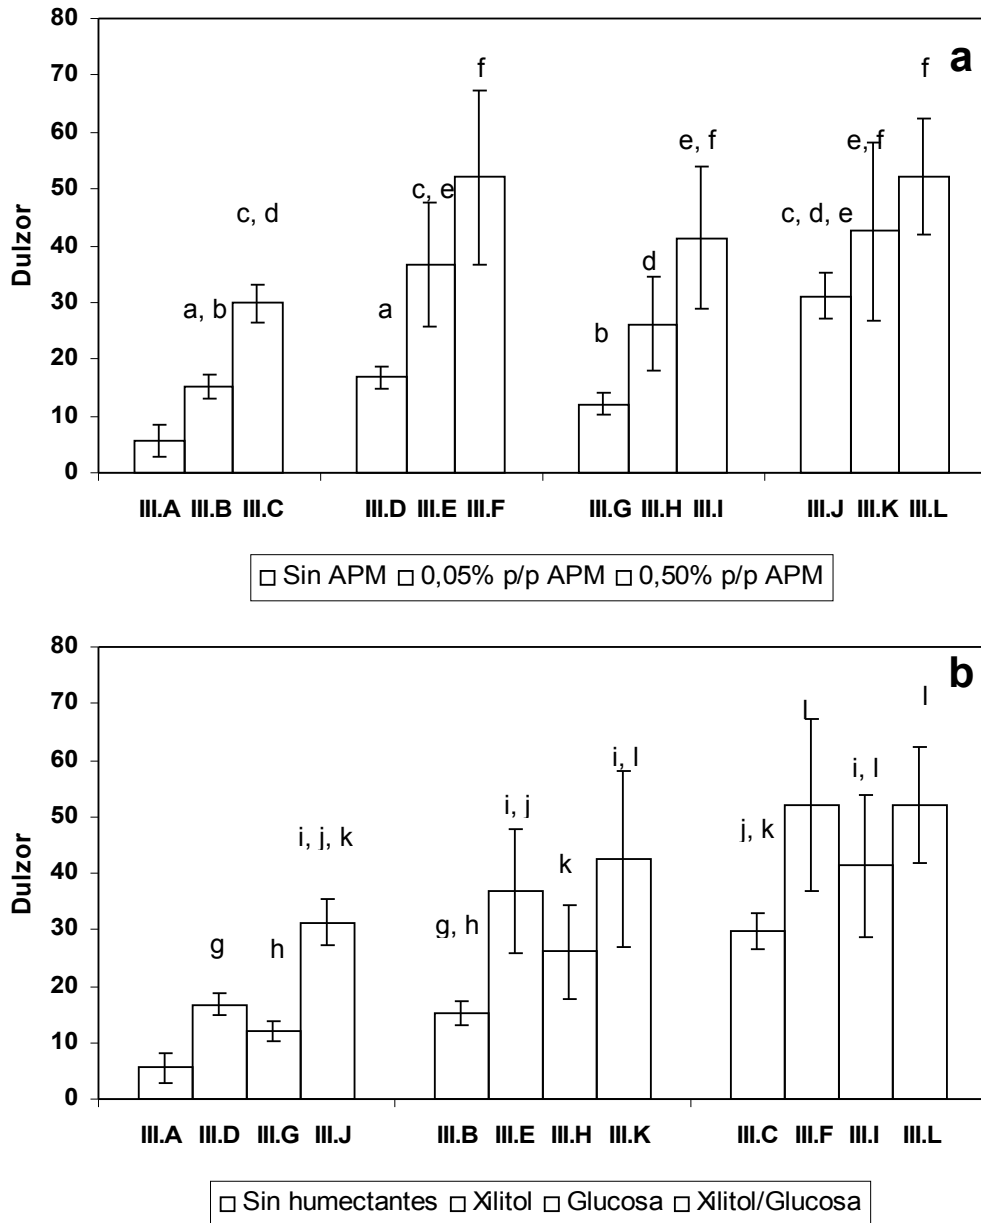 80
a
f
f
70
60
e, f
e, f
50
c, e
c, d
c, d, e
Dulzor
40
d
30
a, b
a
b
20
10
0
III.A III.B III.C III.D III.E III.F III.G III.H III.I III.J III.K III.L
Sin APM 0,05% p/p APM 0,50% p/p APM
80
b
l
l
70
i, l
i, l
60
i, j
50
i, j, k
j, k
k
Dulzor
40
g, h
30
g
h
20
10
0
III.A III.D III.G III.J III.B III.E III.H III.K III.C III.F III.I III.L
Sin humectantes Xilitol Glucosa Xilitol/Glucosa